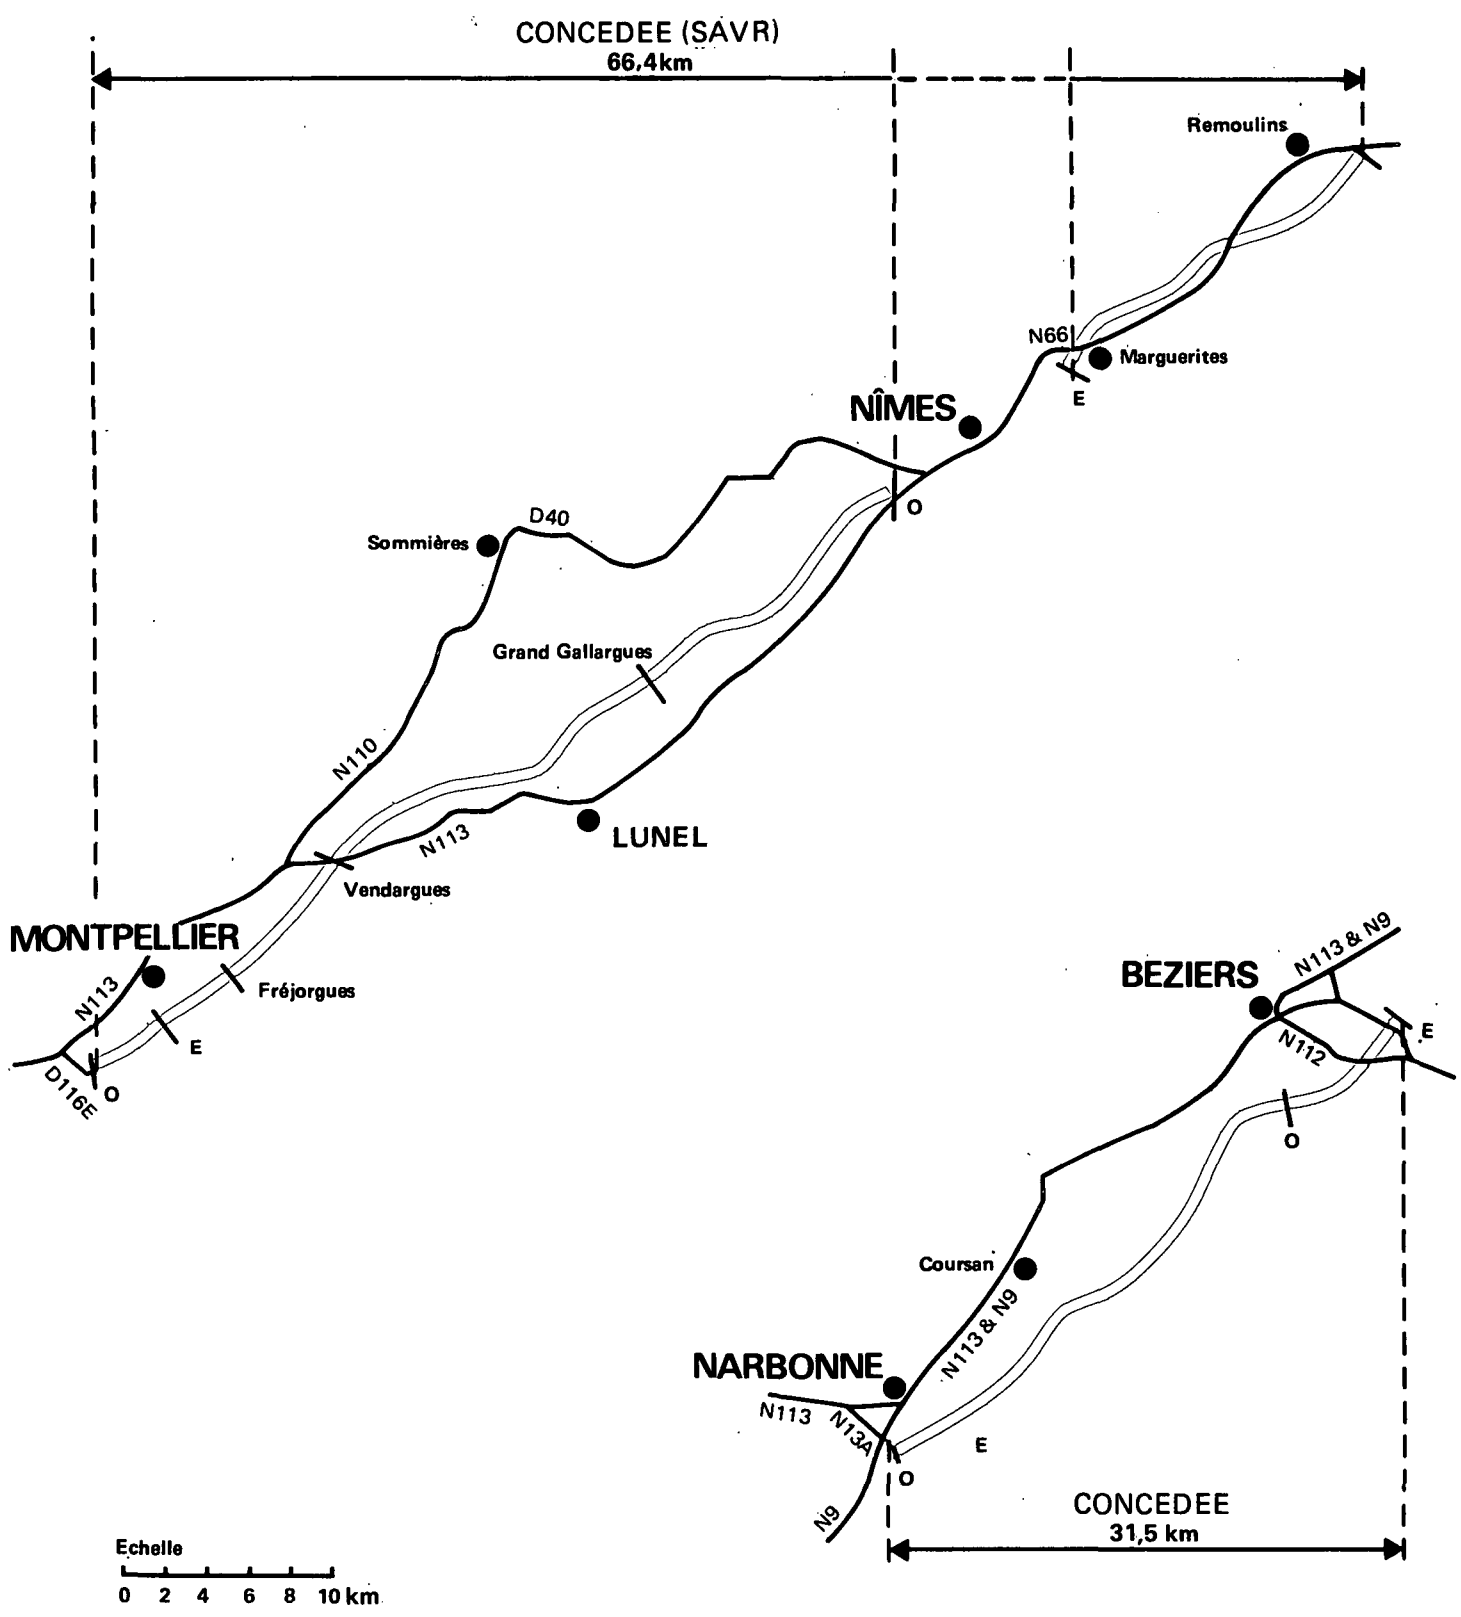 CONCEDEE (SAVR)
66,4km
Remoulins
N66
Marguerites
E
NÎMES
O
D40
Sommières
Grand Gallargues
N110
N113
LUNEL
Vendargues
MONTPELLIER
N113
Fréjorgues
E
D116E
O
N113 & N9
BEZIERS
E
N112
O
Coursan
N113 & N9
NARBONNE
N113
N13A
E
O
N9
CONCEDEE
31,5 km
Echelle
0 2 4 6 8 10 km